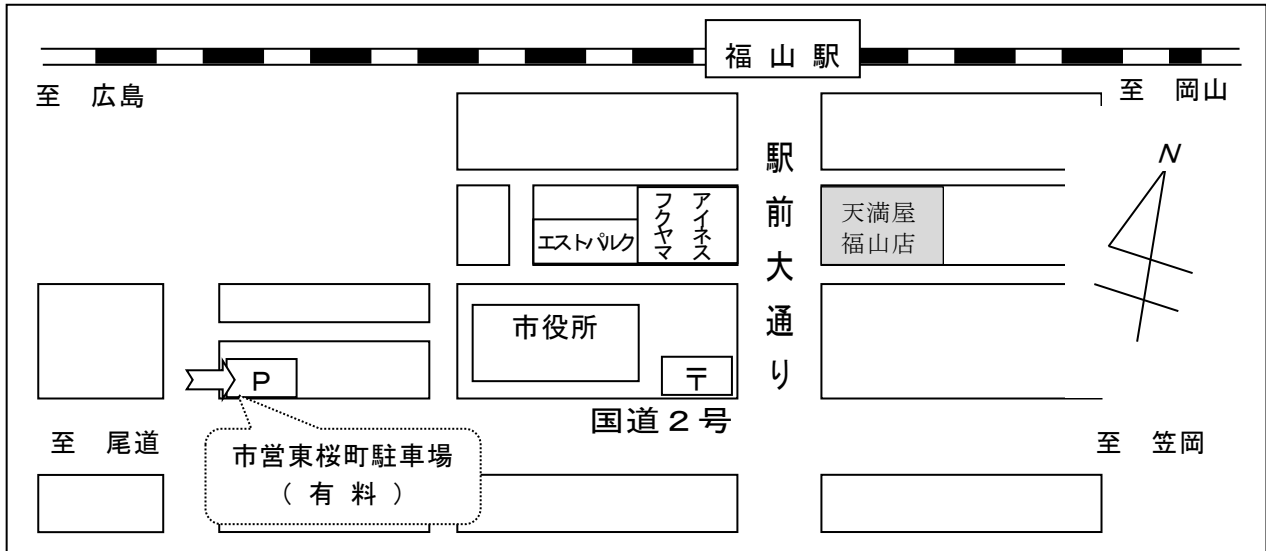 福山駅
至 広島
至 岡山
N
駅前大通り
アイネス
フクヤマ
エストパルク
天満屋
福山店
市役所
〒
P
国道2号
至 尾道
至 笠岡
市営東桜町駐車場
(有料)